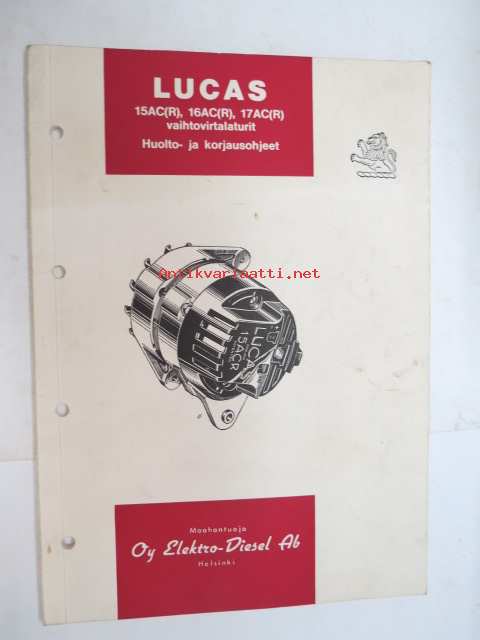 LUCAS
15AC(R), 16AC(R), 17AC(R)
vaihtovirtalaturit
Huolto- ja korjausohjeet
Antikvariaatti.net
LUCAS
15ACR
Maahantuoja
Oy Elektro-Diesel Ab
Helsinki